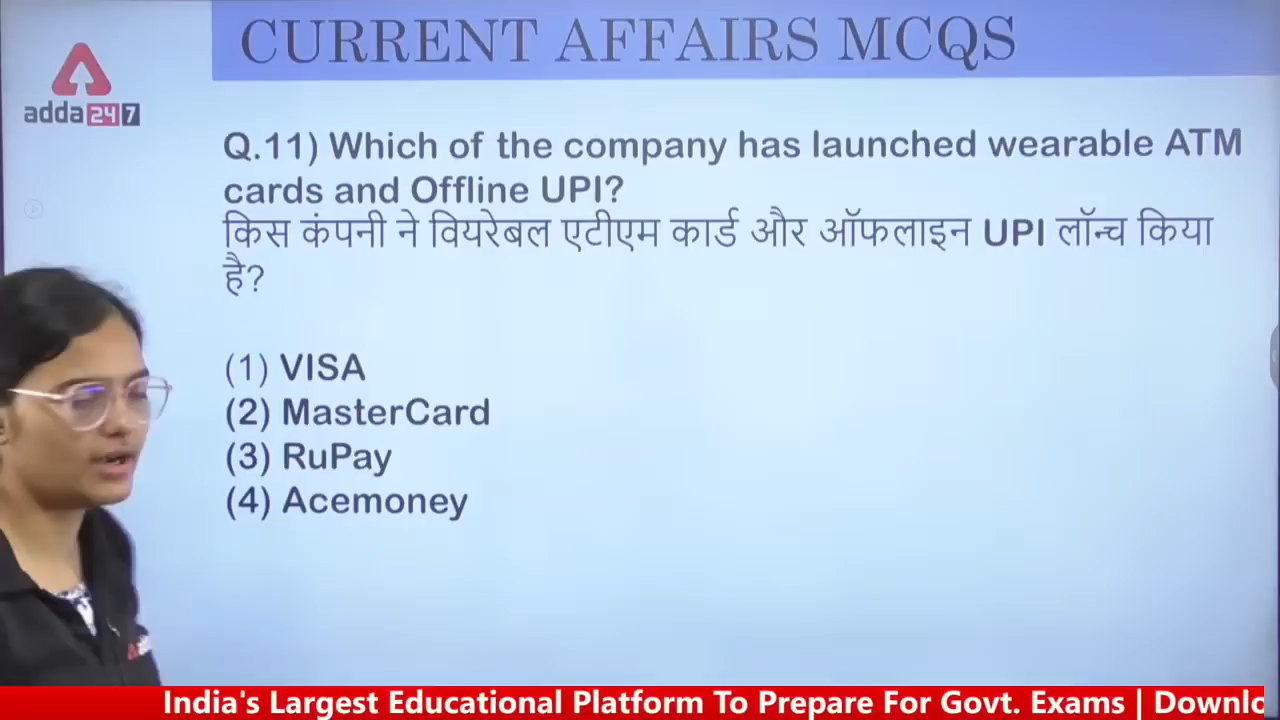 CURRENT AFFAIRS MCQS
adda247
Q.11) Which of the company has launched wearable ATM
cards and Offline UPI?
किस कंपनी ने वियरेबल एटीएम कार्ड और ऑफलाइन UPI लॉन्च किया
है?
(1) VISA
(2) MasterCard
(3) RuPay
(4) Acemoney
India's Largest Educational Platform To Prepare For Govt. Exams | Downlo